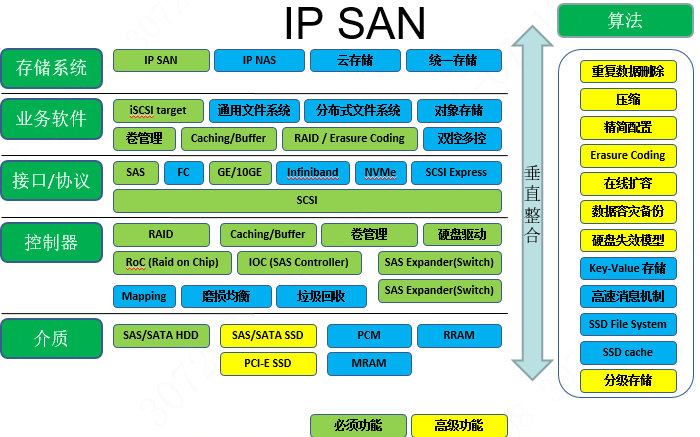 IP SAN
算法
存储系统
IP SAN
IP NAS
云存储
统一存储
业务软件
iSCSI target
通用文件系统
分布式文件系统
对象存储
卷管理
Caching/Buffer
RAID / Erasure Coding
双控多控
接口/协议
SAS
FC
GE/10GE
Infiniband
NVMe
SCSI Express
SCSI
控制器
RAID
Caching/Buffer
卷管理
硬盘驱动
RoC (Raid on Chip)
IOC (SAS Controller)
SAS Expander(Switch)
SAS Expander(Switch)
Mapping
磨损均衡
垃圾回收
介质
SAS/SATA HDD
SAS/SATA SSD
PCM
RRAM
PCI-E SSD
MRAM
垂直整合
重复数据删除
压缩
精简配置
Erasure Coding
在线扩容
数据容灾备份
硬盘失效模型
Key-Value 存储
高速消息机制
SSD File System
SSD cache
分级存储
必须功能
高级功能